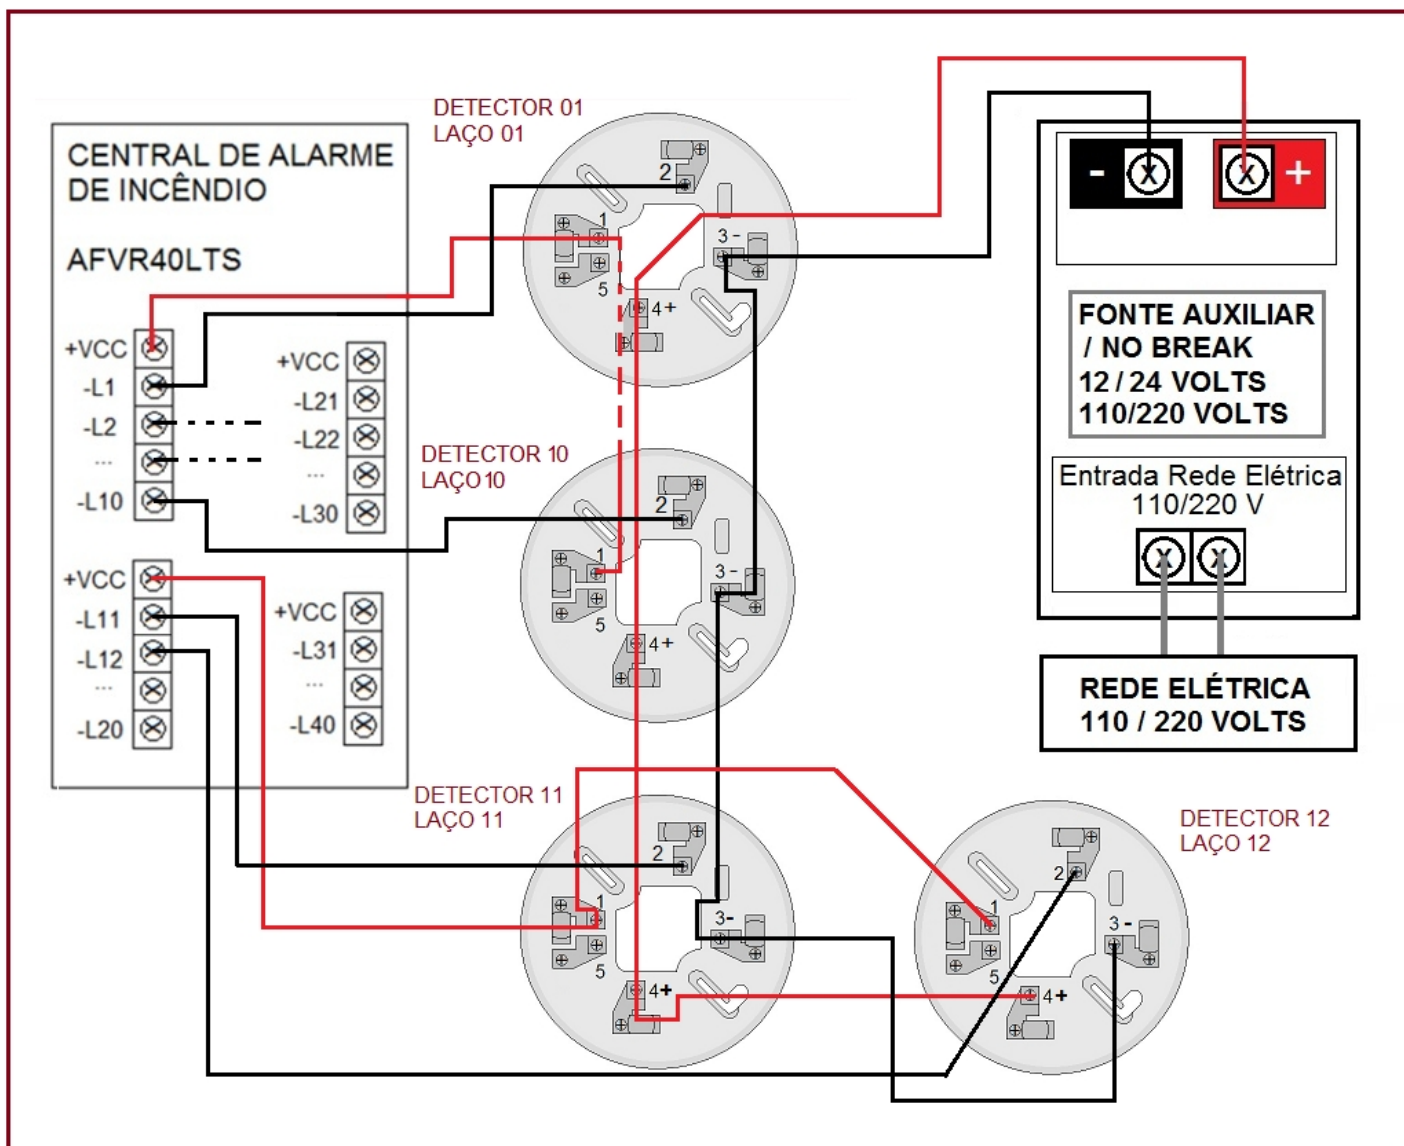 DETECTOR 01
LAÇO 01
CENTRAL DE ALARME
DE INCÊNDIO
AFVR40LTS
+VCC
-L1
-L2
...
-L10
+VCC
-L21
-L22
...
-L30
+VCC
-L11
-L12
...
-L20
+VCC
-L31
...
-L40
2
1
3 -
5
4+
DETECTOR 10
LAÇO10
2
1
3 -
5
4+
DETECTOR 11
LAÇO 11
2
1
3-
5
4+
DETECTOR 12
LAÇO 12
2
1
3 -
5
4+
- X X +
FONTE AUXILIAR
/ NO BREAK
12 / 24 VOLTS
110/220 VOLTS
Entrada Rede Elétrica
110/220 V
X X
REDE ELÉTRICA
110 / 220 VOLTS